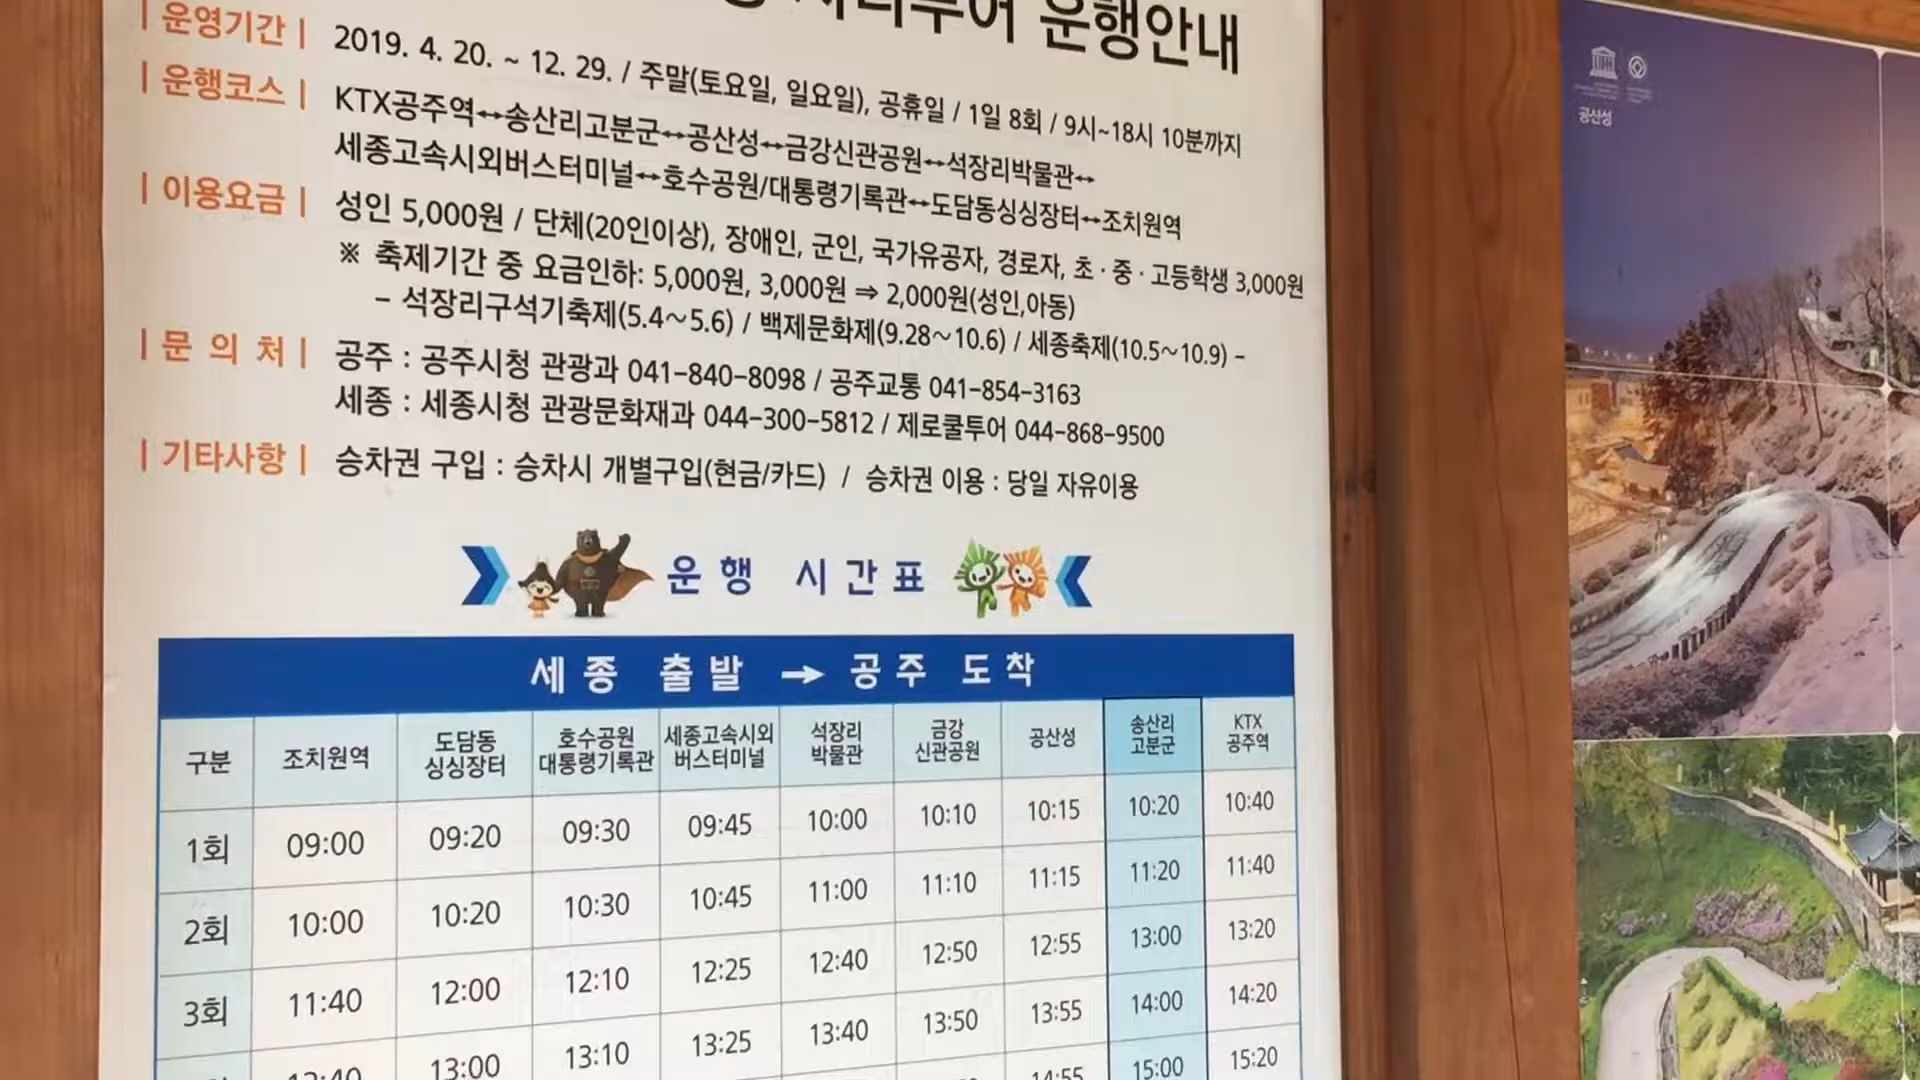 운행안내
| 운영기간 | 2019. 4. 20. ~ 12. 29. / 주말(토요일, 일요일), 공휴일 / 1일 8회 / 9시~18시 10분까지
| 운행코스 | KTX공주역↔송산리고분군↔공산성↔금강신관공원↔석장리박물관↔
세종고속시외버스터미널↔호수공원/대통령기록관↔도담동싱싱장터↔조치원역
| 이용요금 | 성인 5,000원 / 단체(20인이상), 장애인, 군인, 국가유공자, 경로자, 초·중·고등학생 3,000원
※ 축제기간 중 요금인하: 5,000원, 3,000원 ⇒ 2,000원(성인,아동)
- 석장리구석기축제(5.4~5.6) / 백제문화제(9.28~10.6) / 세종축제(10.5~10.9) -
| 문 의 처 | 공주 : 공주시청 관광과 041-840-8098 / 공주교통 041-854-3163
세종 : 세종시청 관광문화재과 044-300-5812 / 제로쿨투어 044-868-9500
| 기타사항 | 승차권 구입 : 승차시 개별구입(현금/카드) / 승차권 이용 : 당일 자유이용
운행 시간표
세종 출발 → 공주 도착
구분 조치원역 도담동 싱싱장터 호수공원 대통령기록관 세종고속시외 버스터미널 석장리 박물관 금강 신관공원 공산성 송산리 고분군 KTX 공주역
1회 09:00 09:20 09:30 09:45 10:00 10:10 10:15 10:20 10:40
2회 10:00 10:20 10:30 10:45 11:00 11:10 11:15 11:20 11:40
3회 11:40 12:00 12:10 12:25 12:40 12:50 12:55 13:00 13:20
13:00 13:10 13:25 13:40 13:50 13:55 14:00 14:20
14:55 15:00 15:20
공산성